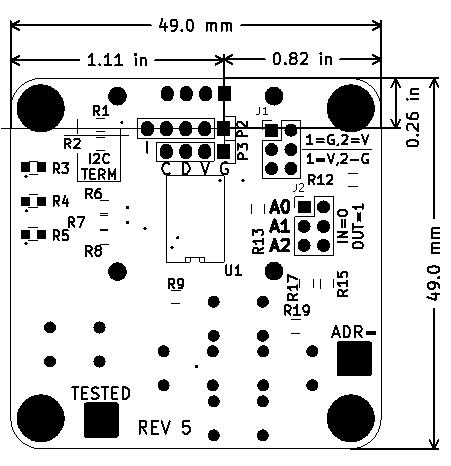 49.0 mm
1.11 in
0.82 in
0.26 in
49.0 mm
R1
R2
P2
P3
J1
I
I2C
TERM
1=G,2=V
1=V,2-G
C D V G
R3
R4
R5
R6
R7
R8
R12
J2
A0
A1
A2
IN=0
OUT=1
R13
U1
R9
R17
R15
R19
ADR-
TESTED
REV 5